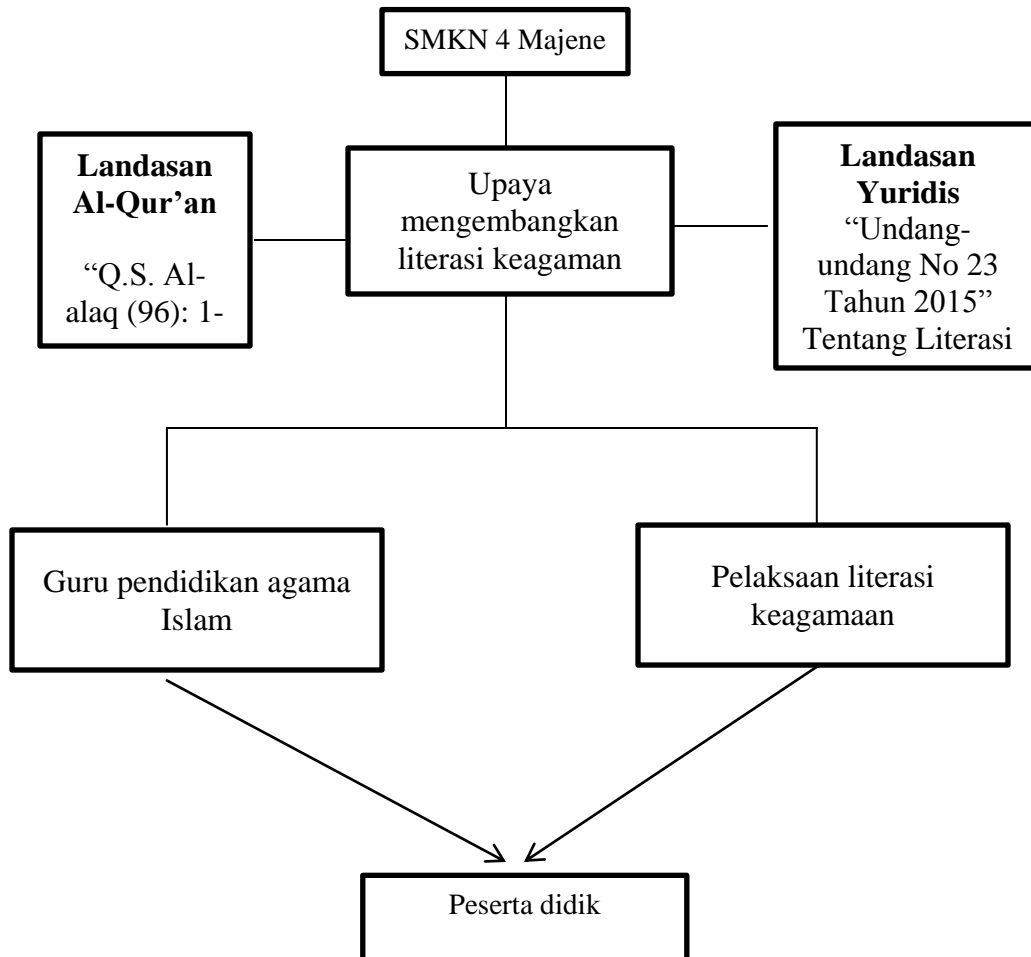 SMKN 4 Majene
Landasan
Al-Qur’an
“Q.S. Al-
alaq (96): 1-
Upaya
mengembangkan
literasi keagaman
Landasan
Yuridis
“Undang-
undang No 23
Tahun 2015”
Tentang Literasi
Guru pendidikan agama
Islam
Pelaksaan literasi
keagamaan
Peserta didik